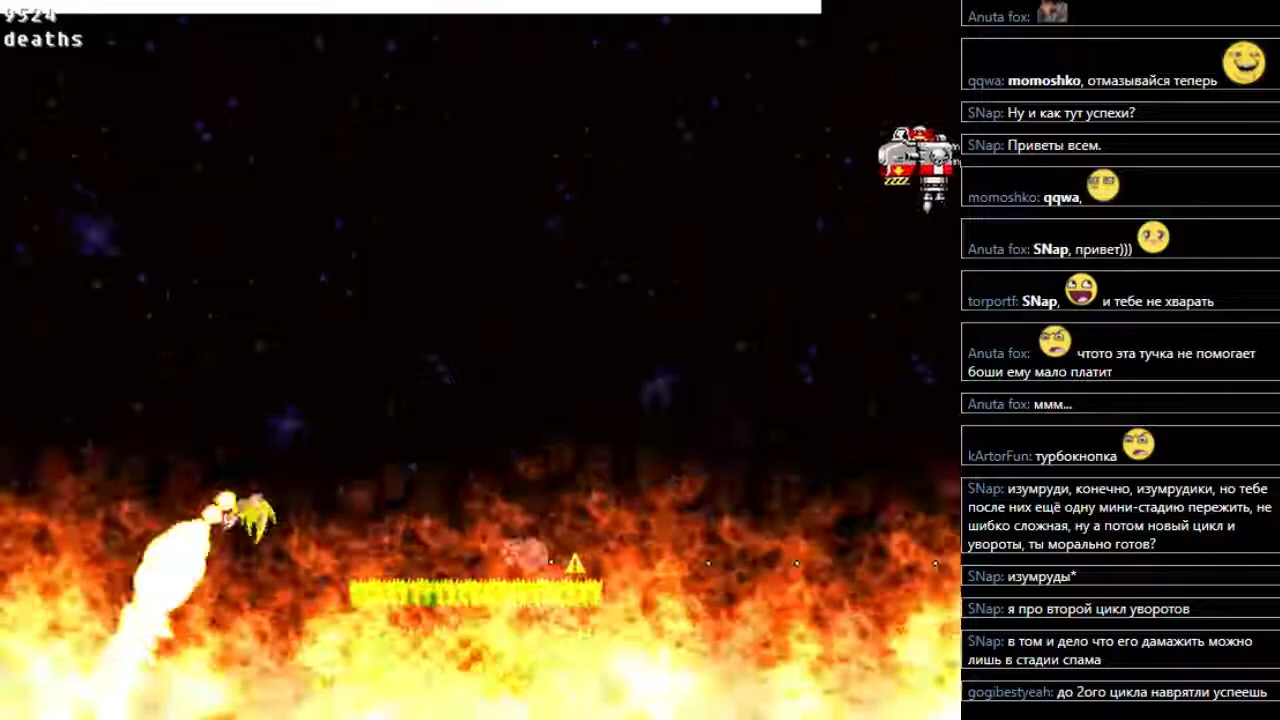 9524
deaths
Anuta fox:
qqwa: momoshko, отмазывайся теперь
SNap: Ну и как тут успехи?
SNap: Приветы всем.
momoshko: qqwa,
Anuta fox: SNap, привет)))
torportf: SNap, и тебе не хварать
Anuta fox: чтото эта тучка не помогает
боши ему мало платит
Anuta fox: ммм...
kArtorFun: турбокнопка
SNap: изумруди, конечно, изумрудики, но тебе
после них ещё одну мини-стадию пережить, не
шибко сложная, ну а потом новый цикл и
увороты, ты морально готов?
SNap: изумруды*
SNap: я про второй цикл уворотов
SNap: в том и дело что его дамажить можно
лишь в стадии спама
gogibestyeah: до 2ого цикла наврятли успеешь